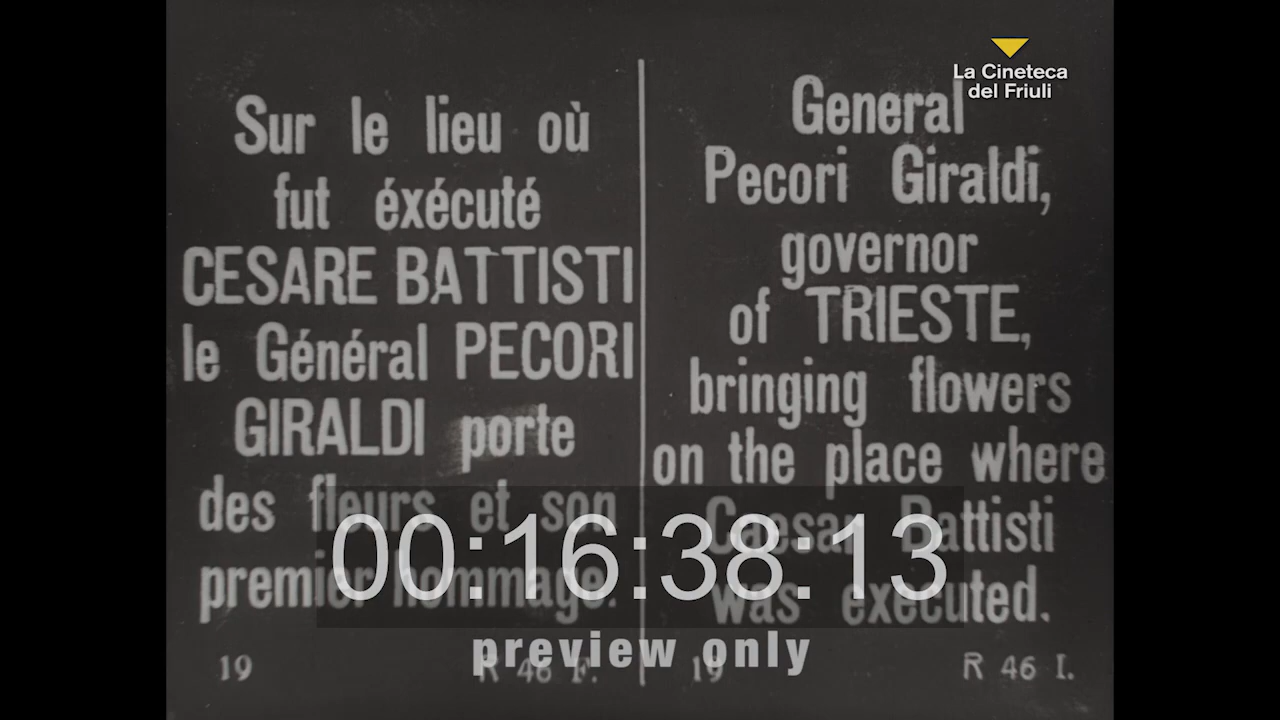 Sur le lieu où
fut éxécuté
CESARE BATTISTI
le Général PECORI
GIRALDI porte
des fleurs et son
premier hommage.
19 R 46 F.
General
Pecori Giraldi,
governor
of TRIESTE,
bringing flowers
on the place where
Caesar Battisti
was executed.
19 R 46 I.
La Cineteca
del Friuli
00:16:38:13
preview only